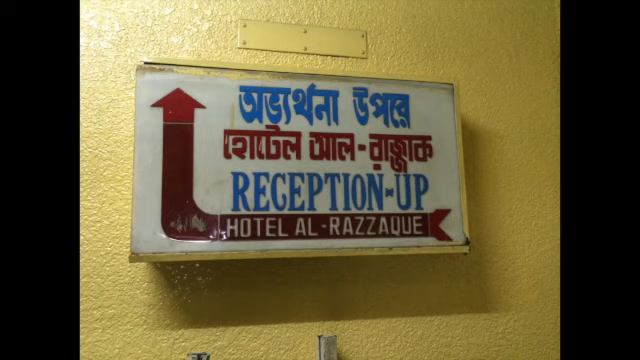 অভ্যর্থনা উপরে
হোটেল আল-রাজ্জাক
RECEPTION-UP
HOTEL AL-RAZZAQUE